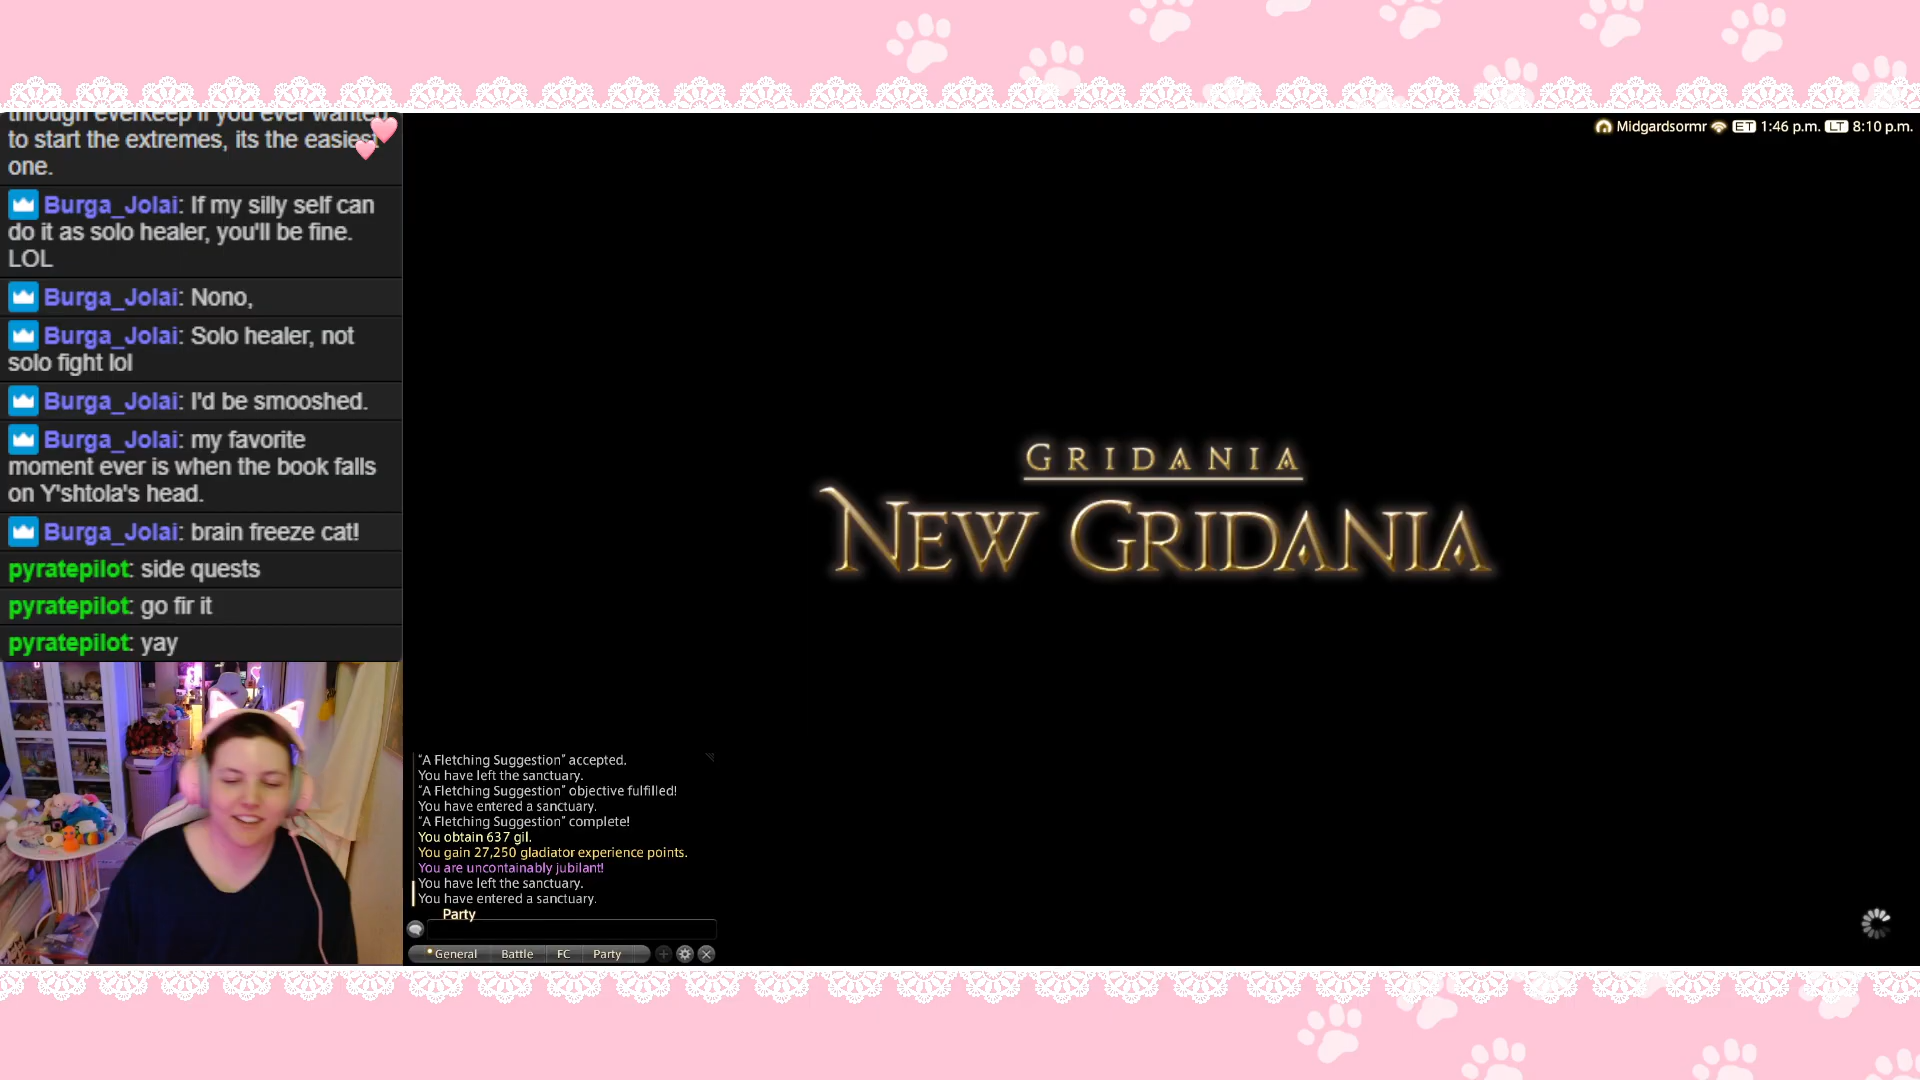 through everkeep if you ever wanted
to start the extremes, its the easiest
one.
Burga_Jolai: If my silly self can
do it as solo healer, you'll be fine.
LOL
Burga_Jolai: Nono,
Burga_Jolai: Solo healer, not
solo fight lol
Burga_Jolai: I'd be smooshed.
Burga_Jolai: my favorite
moment ever is when the book falls
on Y'shtola's head.
Burga_Jolai: brain freeze cat!
pyratepilot: side quests
pyratepilot: go fir it
pyratepilot: yay
Midgardsormr ET 1:46 p.m. LT 8:10 p.m.
GRIDANIA
NEW GRIDANIA
"A Fletching Suggestion" accepted.
You have left the sanctuary.
"A Fletching Suggestion" objective fulfilled!
You have entered a sanctuary.
"A Fletching Suggestion" complete!
You obtain 637 gil.
You gain 27,250 gladiator experience points.
You are uncontainably jubilant!
You have left the sanctuary.
You have entered a sanctuary.
Party
General Battle FC Party